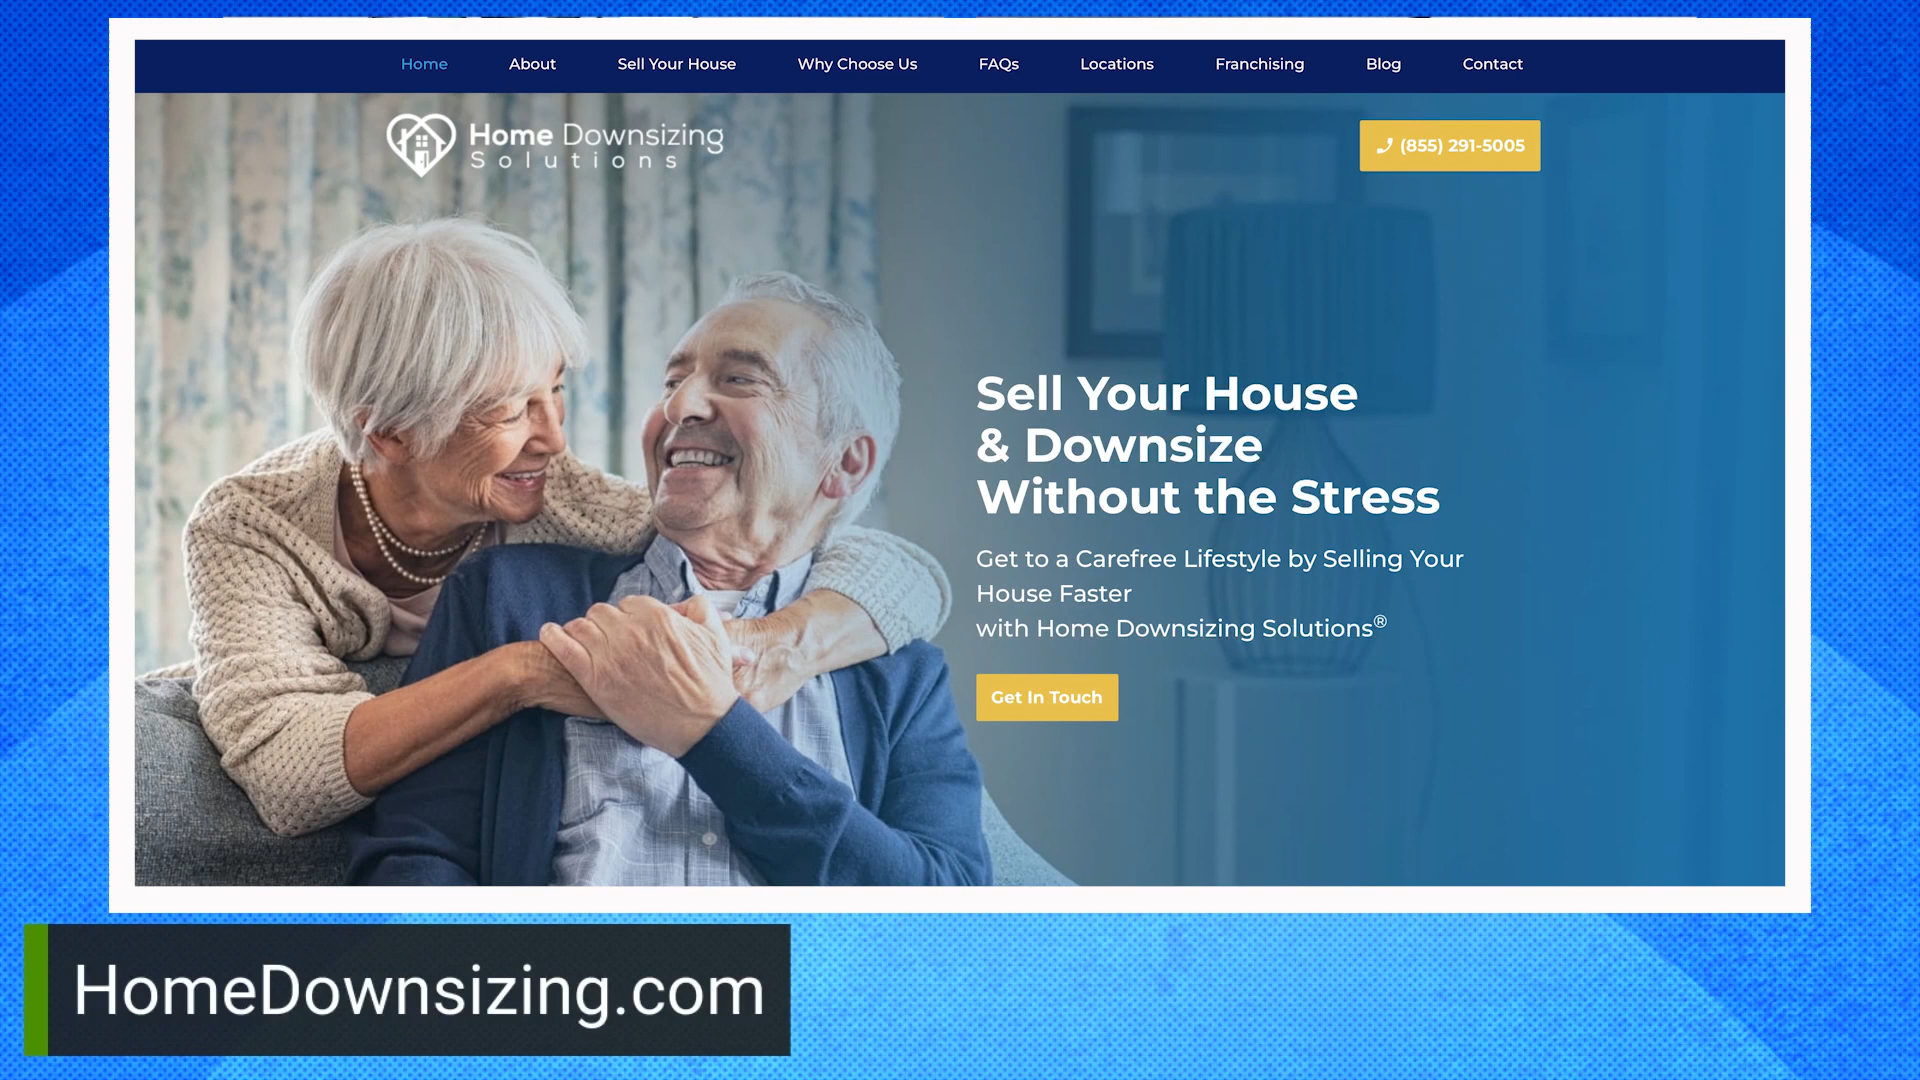 Home About Sell Your House Why Choose Us FAQs Locations Franchising Blog Contact
Home Downsizing
Solutions
(855) 291-5005
Sell Your House
& Downsize
Without the Stress
Get to a Carefree Lifestyle by Selling Your
House Faster
with Home Downsizing Solutions®
Get In Touch
HomeDownsizing.com